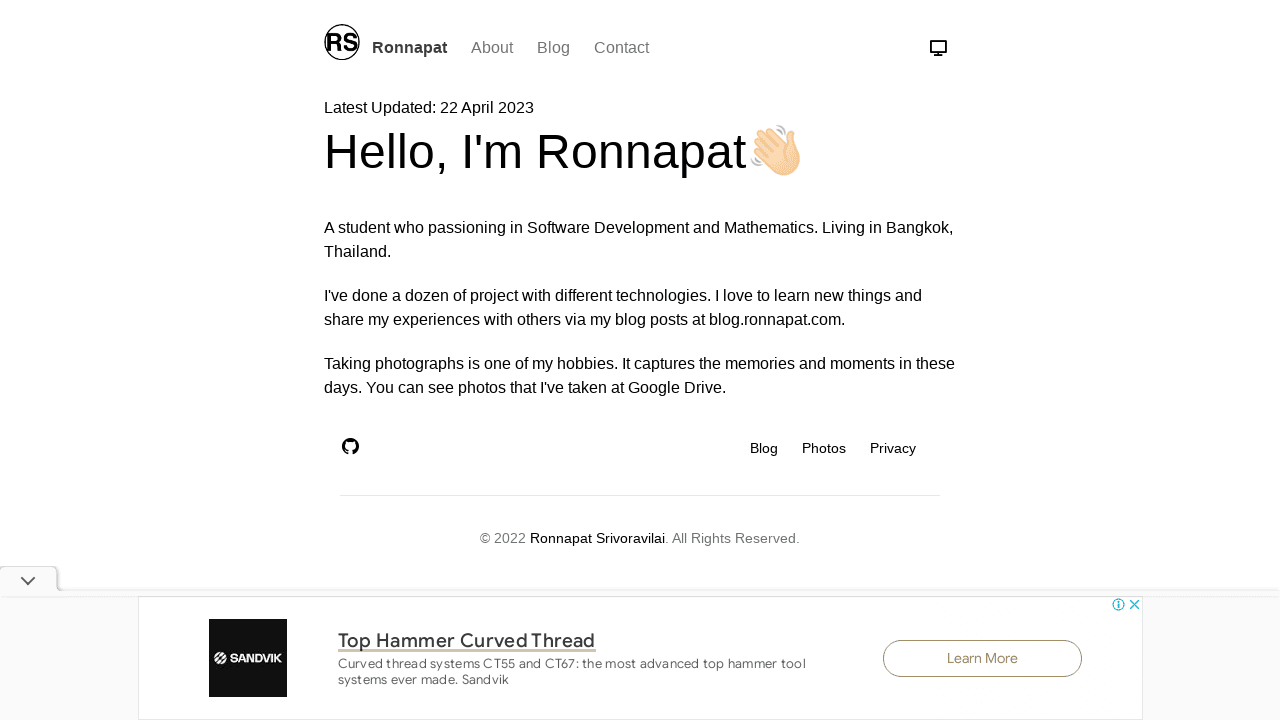 RS
Ronnapat About Blog Contact
Latest Updated: 22 April 2023
Hello, I'm Ronnapat👋🏻
A student who passioning in Software Development and Mathematics. Living in Bangkok,
Thailand.
I've done a dozen of project with different technologies. I love to learn new things and
share my experiences with others via my blog posts at blog.ronnapat.com.
Taking photographs is one of my hobbies. It captures the memories and moments in these
days. You can see photos that I've taken at Google Drive.
Blog Photos Privacy
© 2022 Ronnapat Srivoravilai. All Rights Reserved.
SANDVIK
Top Hammer Curved Thread
Curved thread systems CT55 and CT67: the most advanced top hammer tool
systems ever made. Sandvik
Learn More